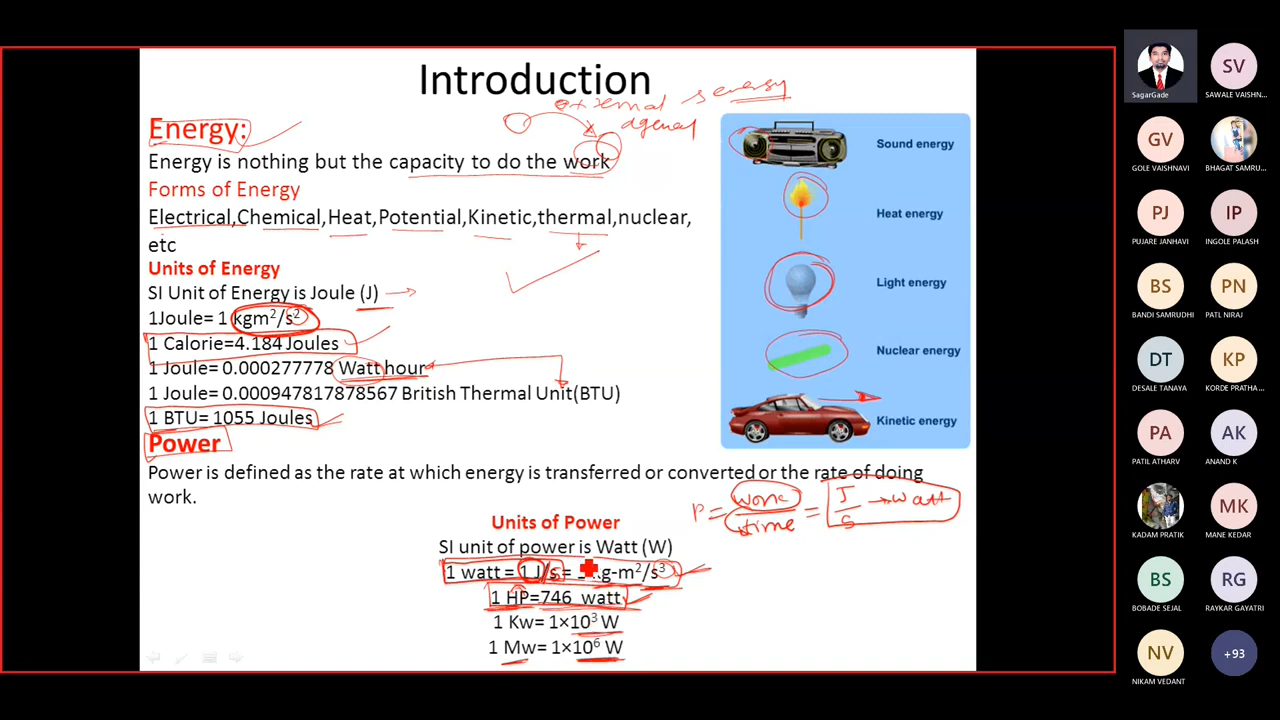 Introduction
external s energy
agenal
Energy:
Energy is nothing but the capacity to do the work
Forms of Energy
Electrical,Chemical,Heat,Potential,Kinetic,thermal,nuclear,
etc
Units of Energy
SI Unit of Energy is Joule (J)
1Joule= 1 kgm²/s²
1 Calorie=4.184 Joules
1 Joule= 0.000277778 Watt hour
1 Joule= 0.000947817878567 British Thermal Unit(BTU)
1 BTU= 1055 Joules
Power
Power is defined as the rate at which energy is transferred or converted or the rate of doing
work.
P = work / time = J / S → watt
Units of Power
SI unit of power is Watt (W)
1 watt = 1 J/s= kg-m²/s³
1 HP=746 watt
1 Kw= 1×10³ W
1 Mw= 1×10⁶ W
Sound energy
Heat energy
Light energy
Nuclear energy
Kinetic energy
SagarGade
SV
SAWALE VAISHN...
GV
GOLE VAISHNAVI
BHAGAT SAMRU...
PJ
PUJARE JANHAVI
IP
INGOLE PALASH
BS
BANDI SAMRUDHI
PN
PATL NIRAJ
DT
DESALE TANAYA
KP
KORDE PRATHA...
PA
PATIL ATHARV
AK
ANAND K
KADAM PRATIK
MK
MANE KEDAR
BS
BOBADE SEJAL
RG
RAYKAR GAYATRI
NV
NIKAM VEDANT
+93